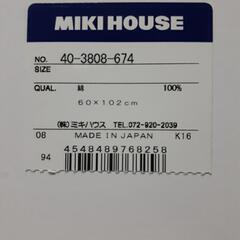 MIKIHOUSE
NO. 40-3808-674
SIZE
QUAL. 綿 100%
60×102cm
(株)ミキハウス TEL.072-920-2039
08 MADE IN JAPAN K16
94 4548489768258